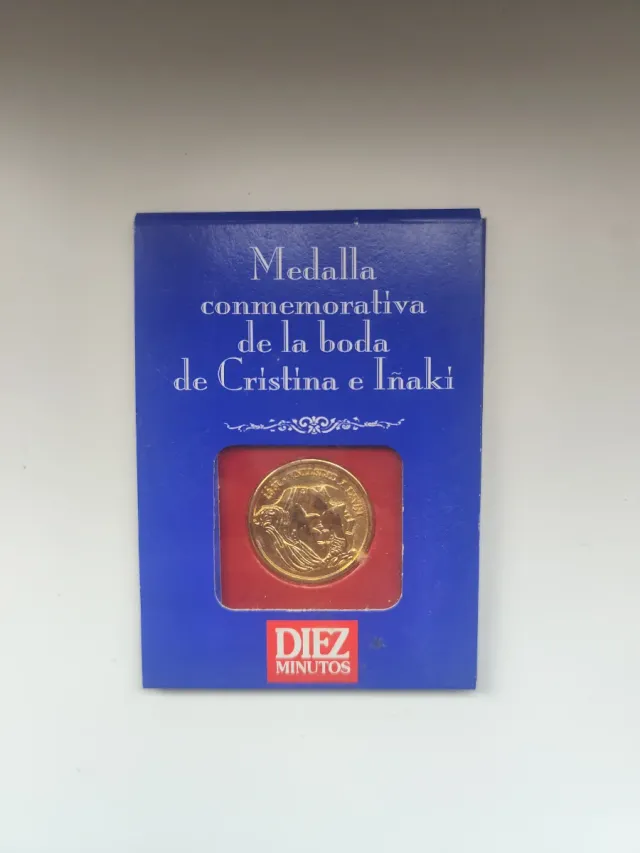 Medalla
conmemorativa
de la boda
de Cristina e Iñaki
DIEZ
MINUTOS